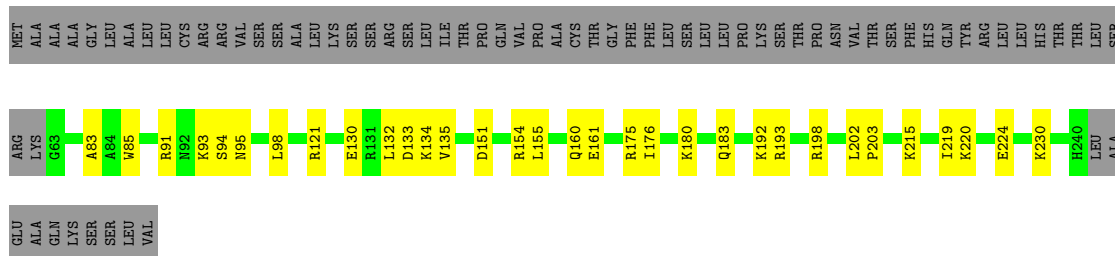 MET ALA ALA ALA GLY LEU ALA LEU LEU CYS ARG ARG VAL SER SER ALA LEU LYS SER SER ARG SER LEU ILE THR PRO GLN VAL PRO ALA CYS THR GLY PHE PHE LEU SER LEU LEU PRO LYS SER THR PRO ASN VAL THR SER PHE HIS GLN TYR ARG LEU LEU HIS THR THR LEU SER
ARG LYS G63 A83 A84 W85 R91 N92 K93 S94 N95 L98 R121 E130 R131 L132 D133 K134 V135 D151 R154 L155 Q160 E161 R175 I176 K180 Q183 K192 R193 R198 L202 P203 K215 I219 K220 E224 K230 H240 LEU ALA
GLU ALA GLN LYS SER SER LEU VAL